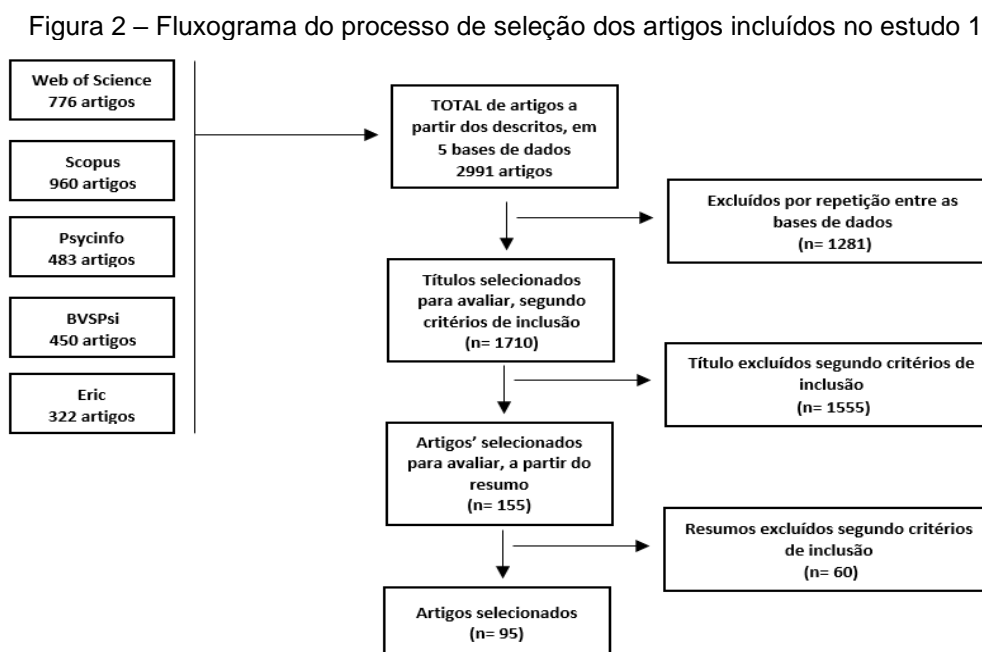 Figura 2 – Fluxograma do processo de seleção dos artigos incluídos no estudo 1
Web of Science
776 artigos
Scopus
960 artigos
Psycinfo
483 artigos
BVSPsi
450 artigos
Eric
322 artigos
TOTAL de artigos a
partir dos descritos, em
5 bases de dados
2991 artigos
Excluídos por repetição entre as
bases de dados
(n= 1281)
Títulos selecionados
para avaliar, segundo
critérios de inclusão
(n= 1710)
Título excluídos segundo critérios de
inclusão
(n= 1555)
Artigos’ selecionados
para avaliar, a partir do
resumo
(n= 155)
Resumos excluídos segundo critérios
de inclusão
(n= 60)
Artigos selecionados
(n= 95)